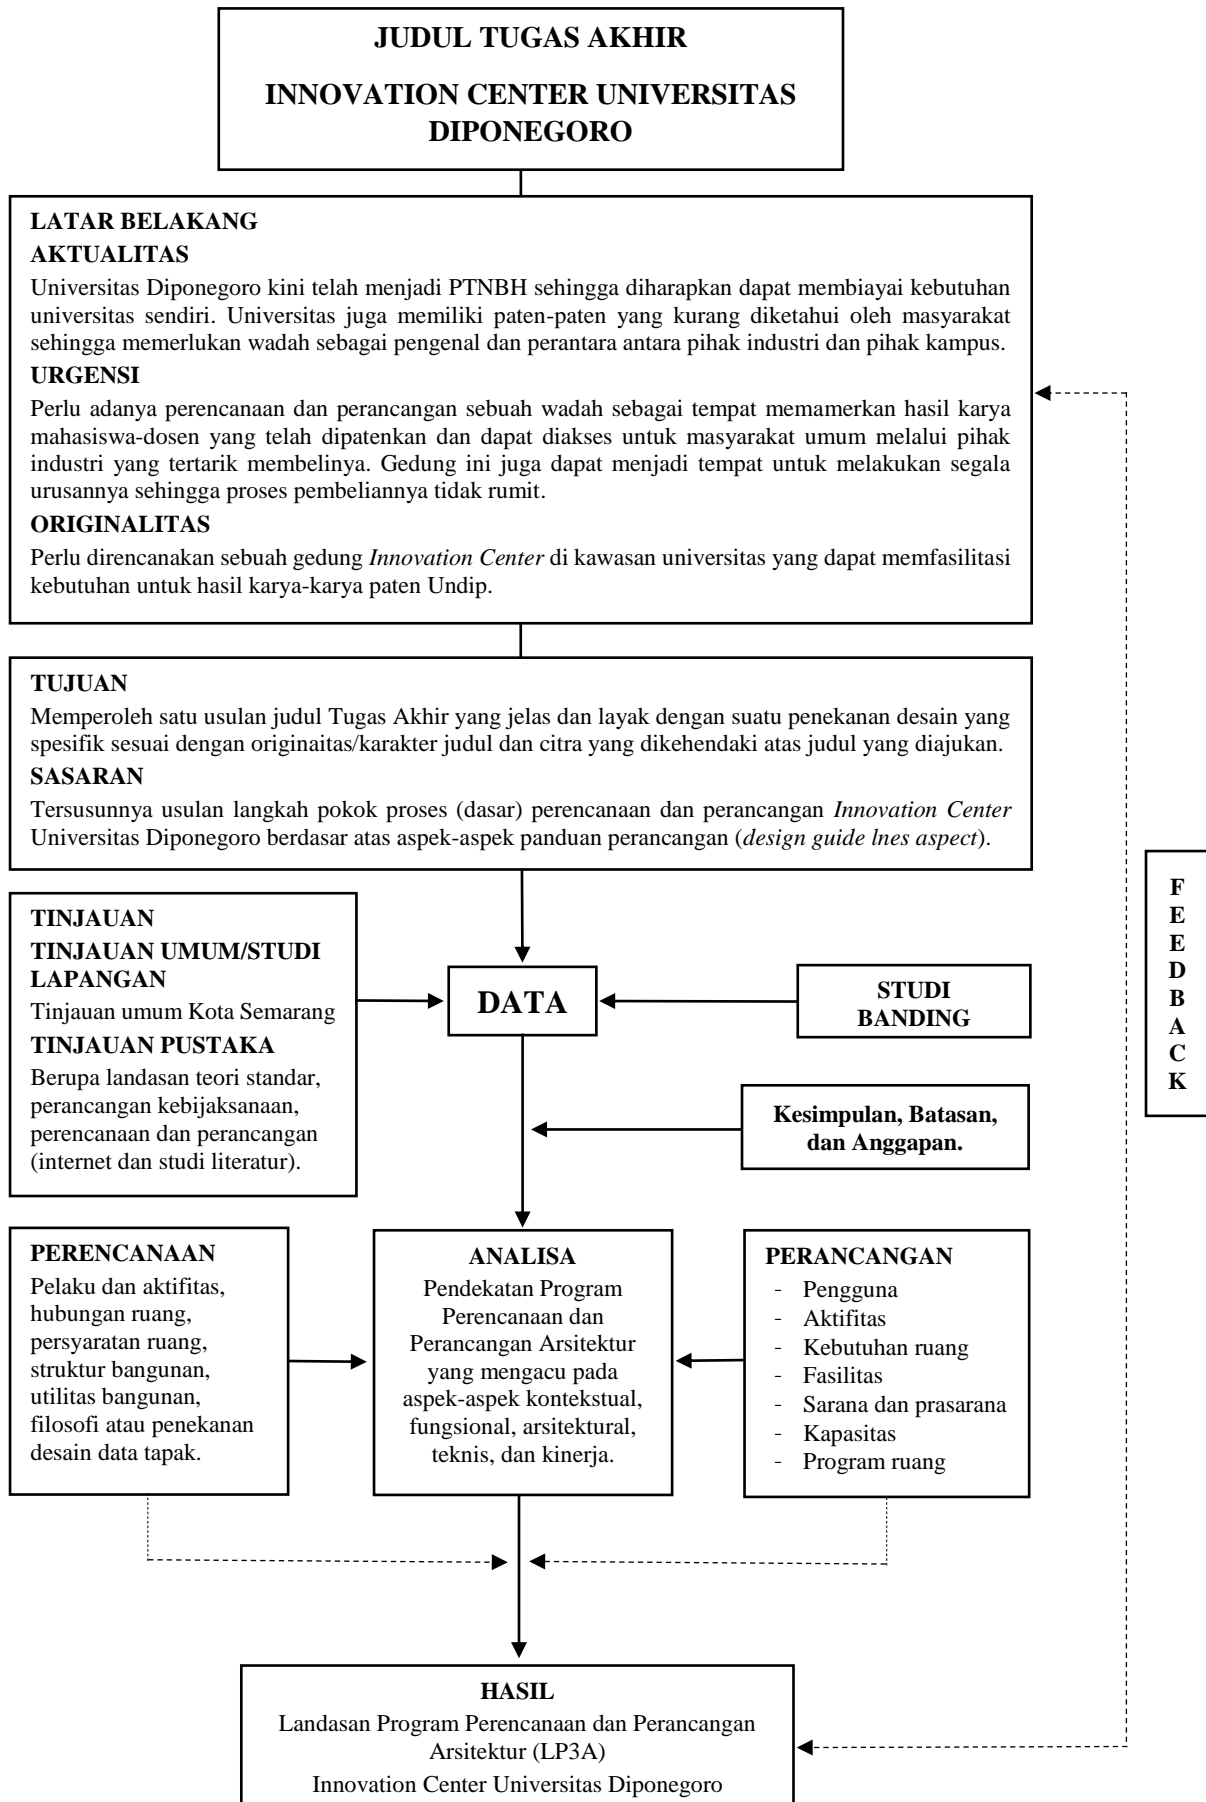 JUDUL TUGAS AKHIR
INNOVATION CENTER UNIVERSITAS
DIPONEGORO
LATAR BELAKANG
AKTUALITAS
Universitas Diponegoro kini telah menjadi PTNBH sehingga diharapkan dapat membiayai kebutuhan
universitas sendiri. Universitas juga memiliki paten-paten yang kurang diketahui oleh masyarakat
sehingga memerlukan wadah sebagai pengenal dan perantara antara pihak industri dan pihak kampus.
URGENSI
Perlu adanya perencanaan dan perancangan sebuah wadah sebagai tempat memamerkan hasil karya
mahasiswa-dosen yang telah dipatenkan dan dapat diakses untuk masyarakat umum melalui pihak
industri yang tertarik membelinya. Gedung ini juga dapat menjadi tempat untuk melakukan segala
urusannya sehingga proses pembeliannya tidak rumit.
ORIGINALITAS
Perlu direncanakan sebuah gedung Innovation Center di kawasan universitas yang dapat memfasilitasi
kebutuhan untuk hasil karya-karya paten Undip.
TUJUAN
Memperoleh satu usulan judul Tugas Akhir yang jelas dan layak dengan suatu penekanan desain yang
spesifik sesuai dengan originaitas/karakter judul dan citra yang dikehendaki atas judul yang diajukan.
SASARAN
Tersusunnya usulan langkah pokok proses (dasar) perencanaan dan perancangan Innovation Center
Universitas Diponegoro berdasar atas aspek-aspek panduan perancangan (design guide lnes aspect).
TINJAUAN
TINJAUAN UMUM/STUDI
LAPANGAN
Tinjauan umum Kota Semarang
TINJAUAN PUSTAKA
Berupa landasan teori standar,
perancangan kebijaksanaan,
perencanaan dan perancangan
(internet dan studi literatur).
DATA
STUDI
BANDING
Kesimpulan, Batasan,
dan Anggapan.
F
E
E
D
B
A
C
K
PERENCANAAN
Pelaku dan aktifitas,
hubungan ruang,
persyaratan ruang,
struktur bangunan,
utilitas bangunan,
filosofi atau penekanan
desain data tapak.
ANALISA
Pendekatan Program
Perencanaan dan
Perancangan Arsitektur
yang mengacu pada
aspek-aspek kontekstual,
fungsional, arsitektural,
teknis, dan kinerja.
PERANCANGAN
- Pengguna
- Aktifitas
- Kebutuhan ruang
- Fasilitas
- Sarana dan prasarana
- Kapasitas
- Program ruang
HASIL
Landasan Program Perencanaan dan Perancangan
Arsitektur (LP3A)
Innovation Center Universitas Diponegoro